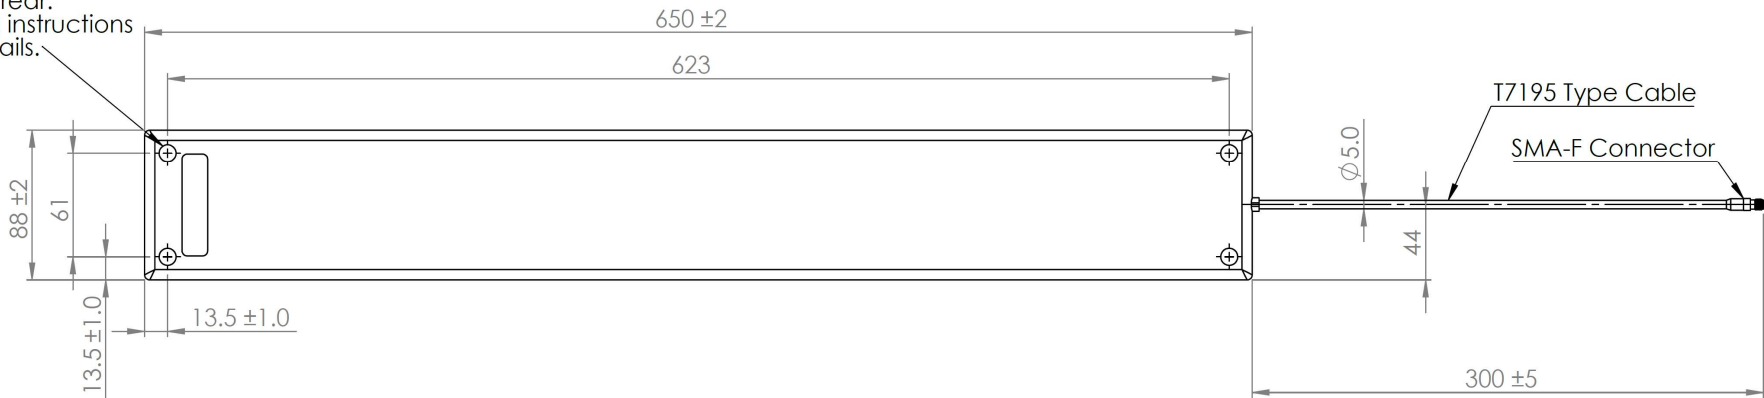 rear.
instructions
ails.
650 ±2
623
T7195 Type Cable
SMA-F Connector
Ø5.0
88 ±2
61
44
13.5 ±1.0
13.5 ±1.0
300 ±5